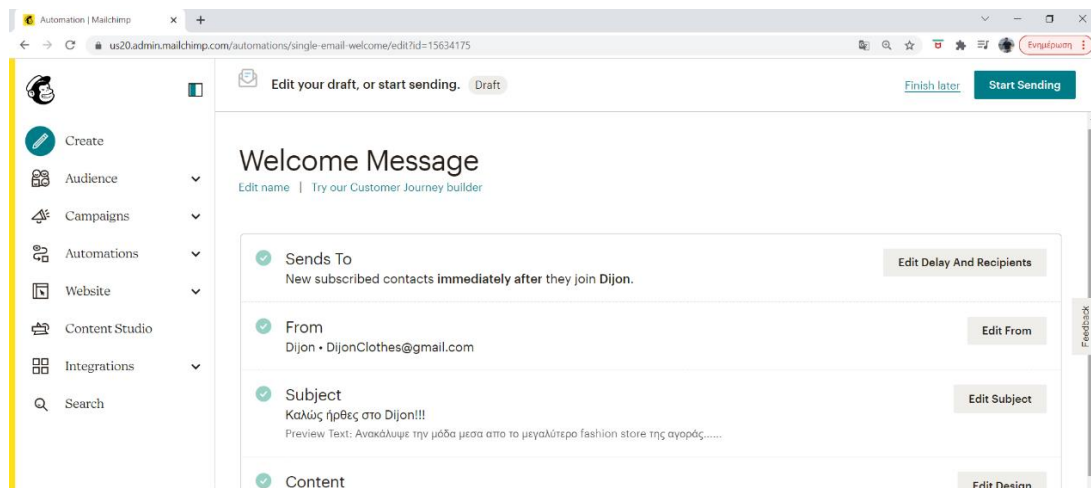 Automation | Mailchimp
us20.admin.mailchimp.com/automations/single-email-welcome/edit?id=15634175
Ενημέρωση
Edit your draft, or start sending. Draft
Finish later
Start Sending
Create
Audience
Campaigns
Automations
Website
Content Studio
Integrations
Search
Welcome Message
Edit name | Try our Customer Journey builder
Sends To
New subscribed contacts immediately after they join Dijon.
Edit Delay And Recipients
From
Dijon • DijonClothes@gmail.com
Edit From
Subject
Καλώς ήρθες στο Dijon!!!
Preview Text: Ανακάλυψε την μόδα μεσα απο το μεγαλύτερο fashion store της αγοράς......
Edit Subject
Content
Edit Design
Feedback